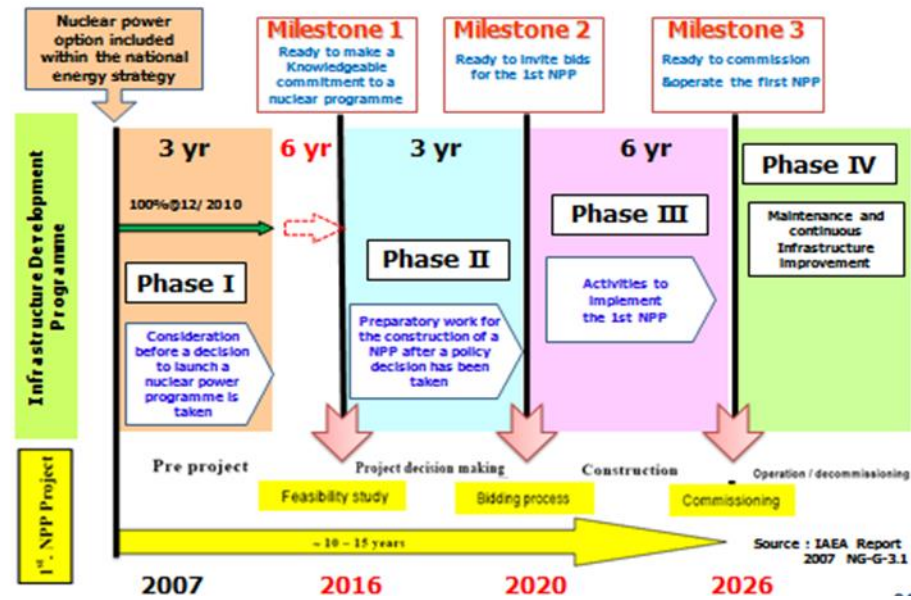 Nuclear power
option included
within the national
energy strategy
Milestone 1
Ready to make a
Knowledgeable
commitment to a
nuclear programme
Milestone 2
Ready to invite bids
for the 1st NPP
Milestone 3
Ready to commission
&operate the first NPP
Infrastructure Development
Programme
3 yr
6 yr
3 yr
6 yr
100%@12/ 2010
Phase I
Phase II
Phase III
Phase IV
Consideration
before a decision
to launch a
nuclear power
programme is
taken
Preparatory work for
the construction of a
NPP after a policy
decision has been
taken
Activities to
implement
the 1st NPP
Maintenance and
continuous
Infrastructure
improvement
1st. NPP Project
Pre project
Project decision making
Construction
Operation / decommissioning
Feasibility study
Bidding process
Commissioning
~ 10 – 15 years
Source : IAEA Report
2007 NG-G-3.1
2007
2016
2020
2026